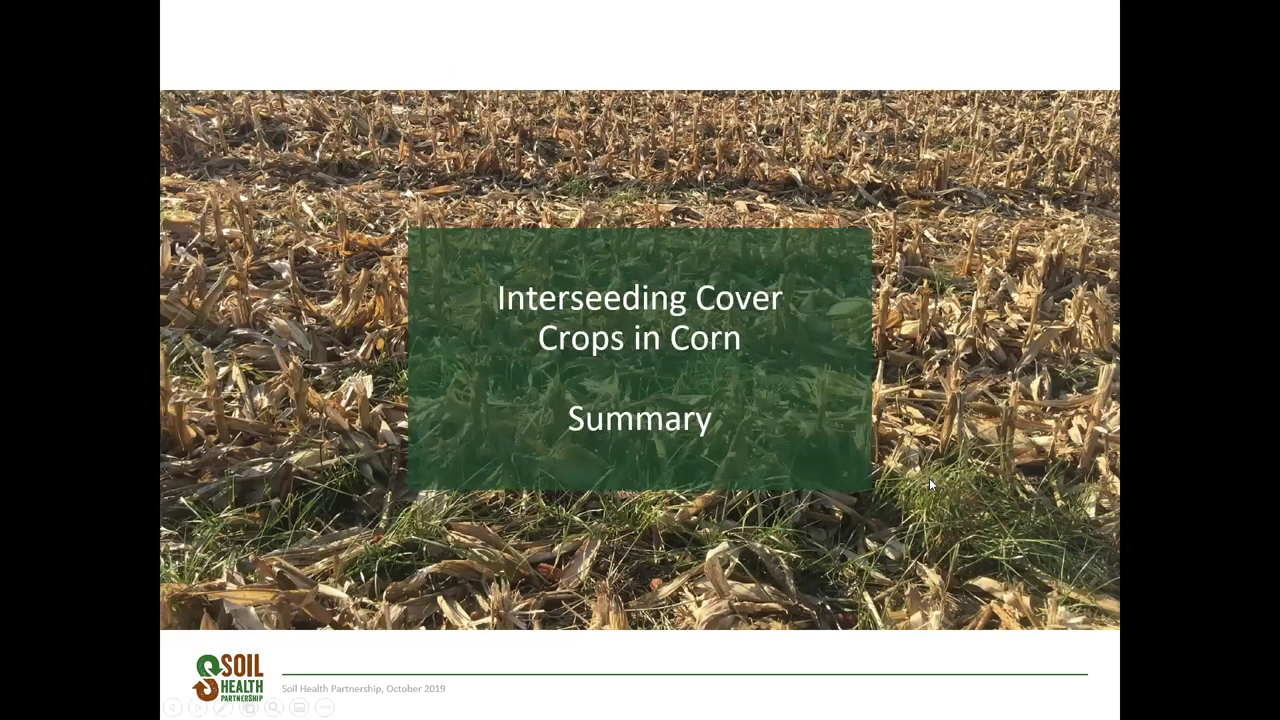 Interseeding Cover
Crops in Corn
Summary
SOIL
HEALTH
PARTNERSHIP
Soil Health Partnership, October 2019